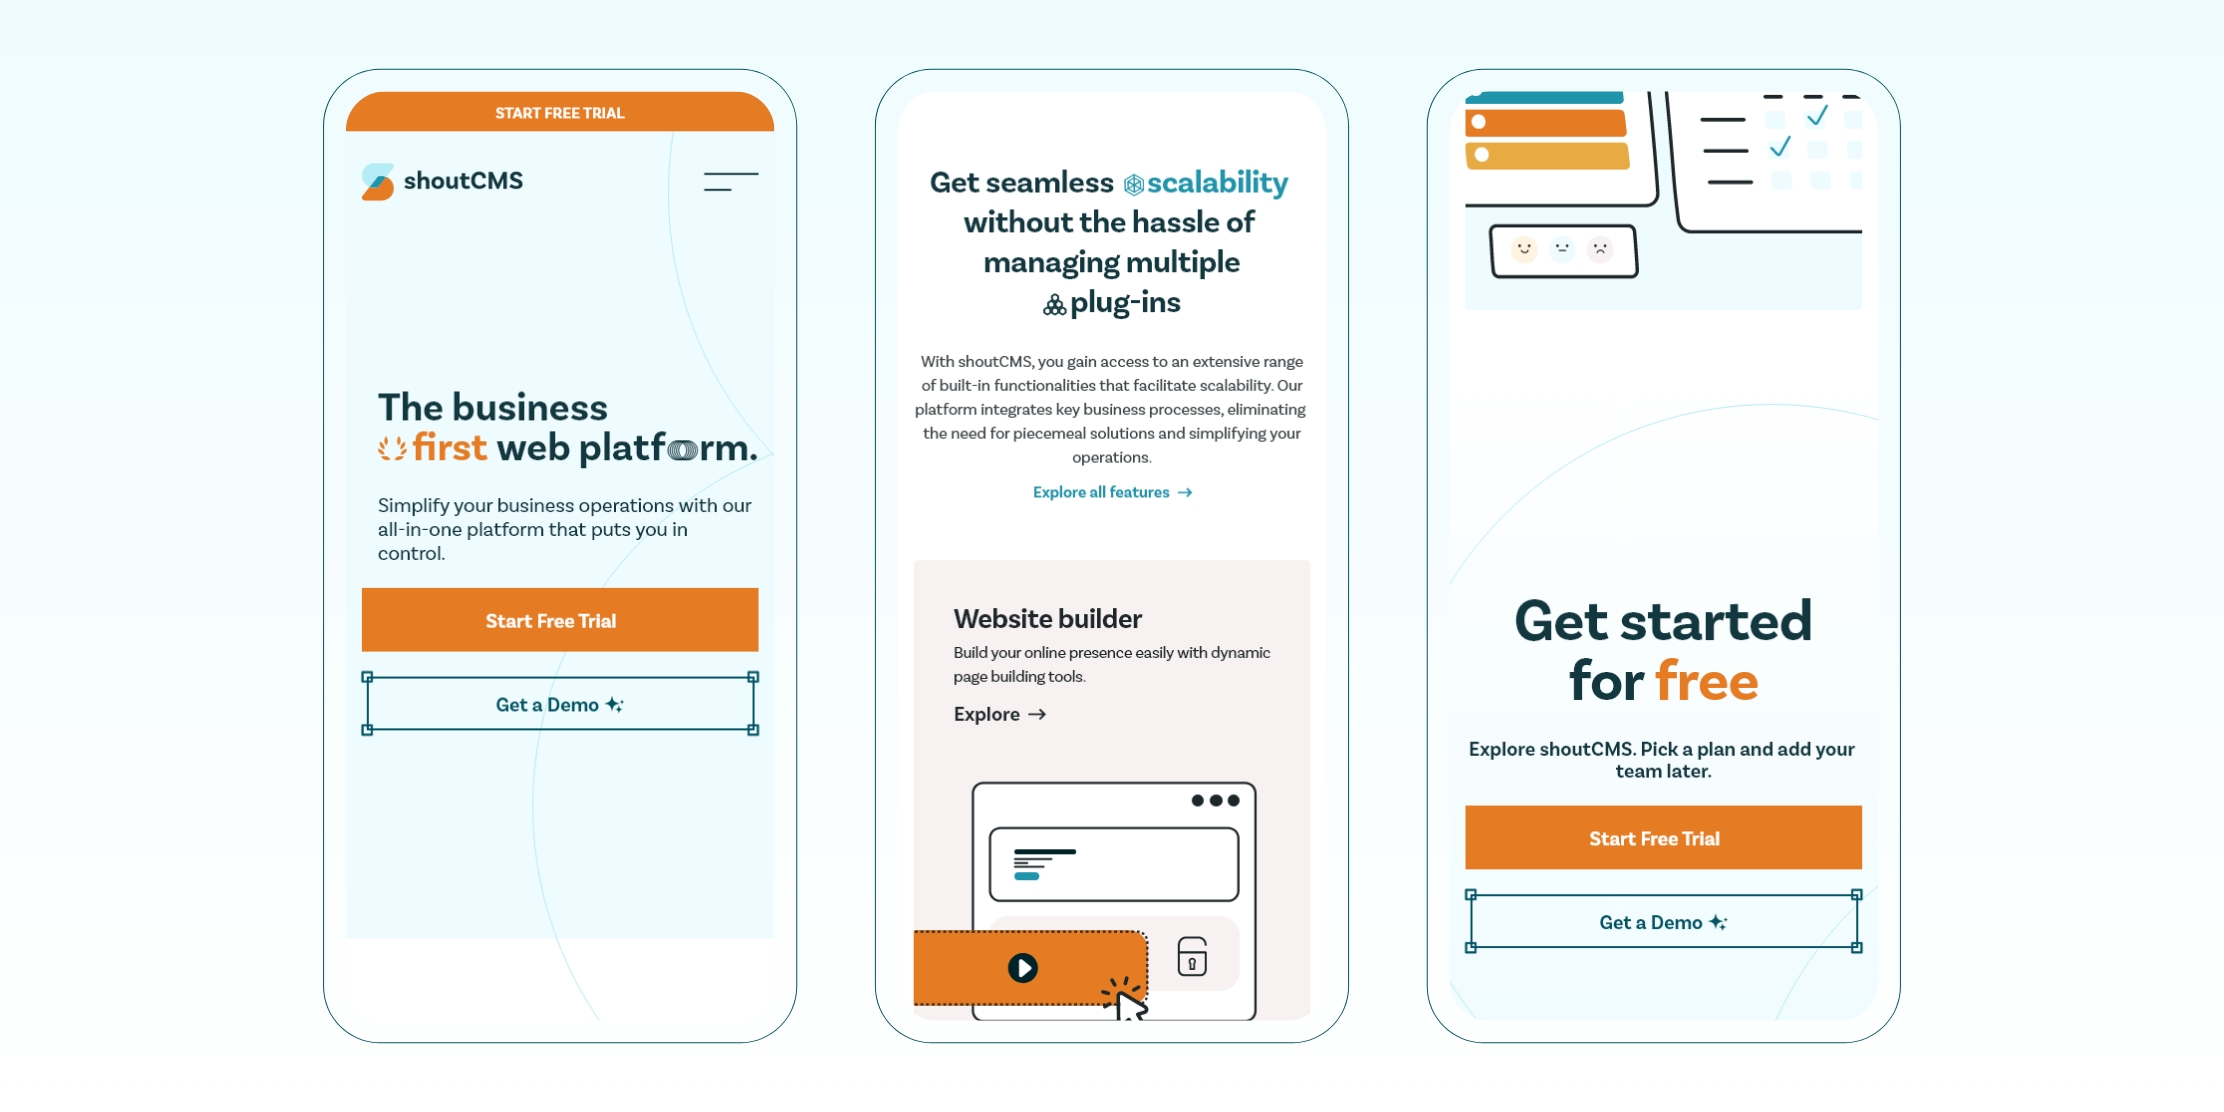 START FREE TRIAL
shoutCMS
The business
first web platform.
Simplify your business operations with our
all-in-one platform that puts you in
control.
Start Free Trial
Get a Demo
Get seamless scalability
without the hassle of
managing multiple
plug-ins
With shoutCMS, you gain access to an extensive range
of built-in functionalities that facilitate scalability. Our
platform integrates key business processes, eliminating
the need for piecemeal solutions and simplifying your
operations.
Explore all features →
Website builder
Build your online presence easily with dynamic
page building tools.
Explore →
Get started
for free
Explore shoutCMS. Pick a plan and add your
team later.
Start Free Trial
Get a Demo